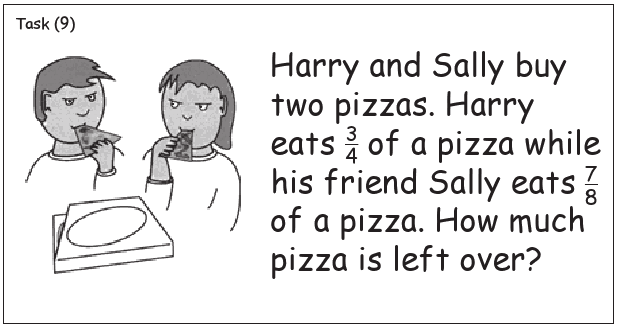 Task (9)
Harry and Sally buy
two pizzas. Harry
eats 3/4 of a pizza while
his friend Sally eats 7/8
of a pizza. How much
pizza is left over?